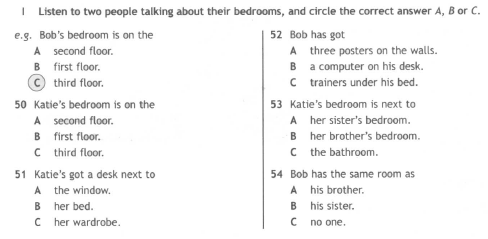 I Listen to two people talking about their bedrooms, and circle the correct answer A, B or C.
e.g. Bob's bedroom is on the
A second floor.
B first floor.
C third floor.
50 Katie's bedroom is on the
A second floor.
B first floor.
C third floor.
51 Katie's got a desk next to
A the window.
B her bed.
C her wardrobe.
52 Bob has got
A three posters on the walls.
B a computer on his desk.
C trainers under his bed.
53 Katie's bedroom is next to
A her sister's bedroom.
B her brother's bedroom.
C the bathroom.
54 Bob has the same room as
A his brother.
B his sister.
C no one.